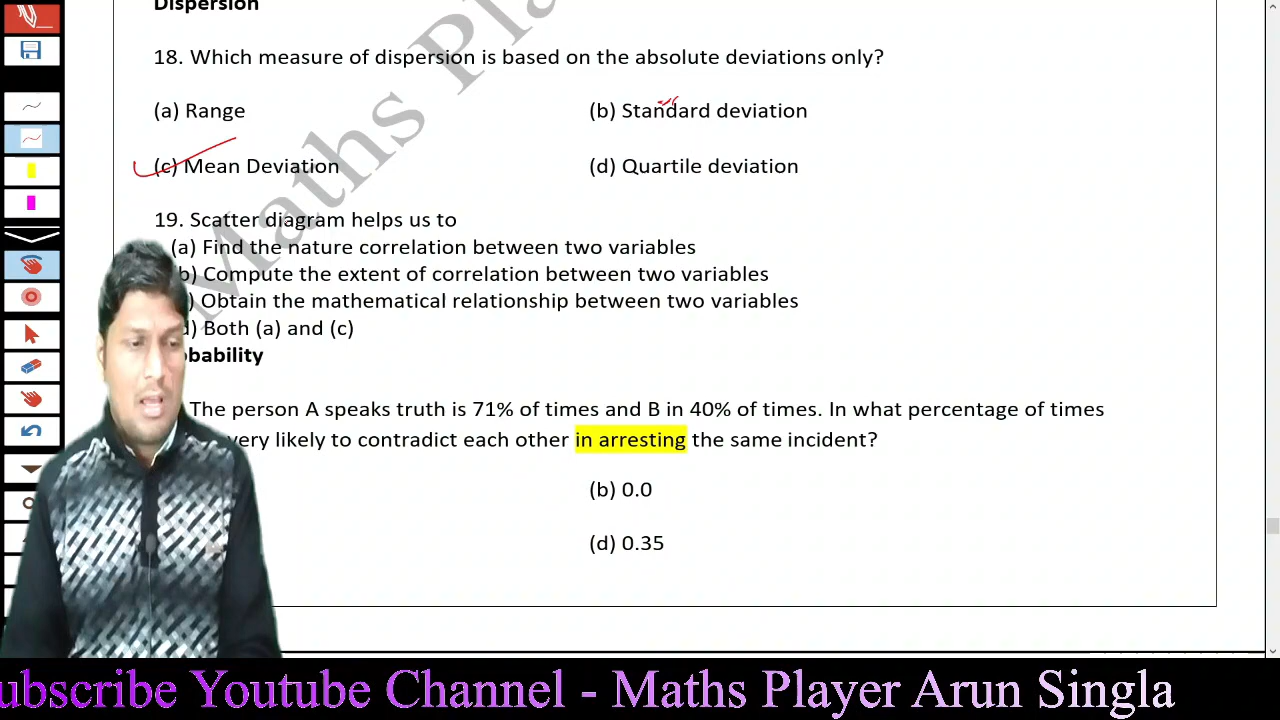 Dispersion
18. Which measure of dispersion is based on the absolute deviations only?
(a) Range
(b) Standard deviation
(c) Mean Deviation
(d) Quartile deviation
19. Scatter diagram helps us to
(a) Find the nature correlation between two variables
b) Compute the extent of correlation between two variables
) Obtain the mathematical relationship between two variables
d) Both (a) and (c)
obability
The person A speaks truth is 71% of times and B in 40% of times. In what percentage of times
very likely to contradict each other in arresting the same incident?
(b) 0.0
(d) 0.35
Maths Pla
ubscribe Youtube Channel - Maths Player Arun Singla